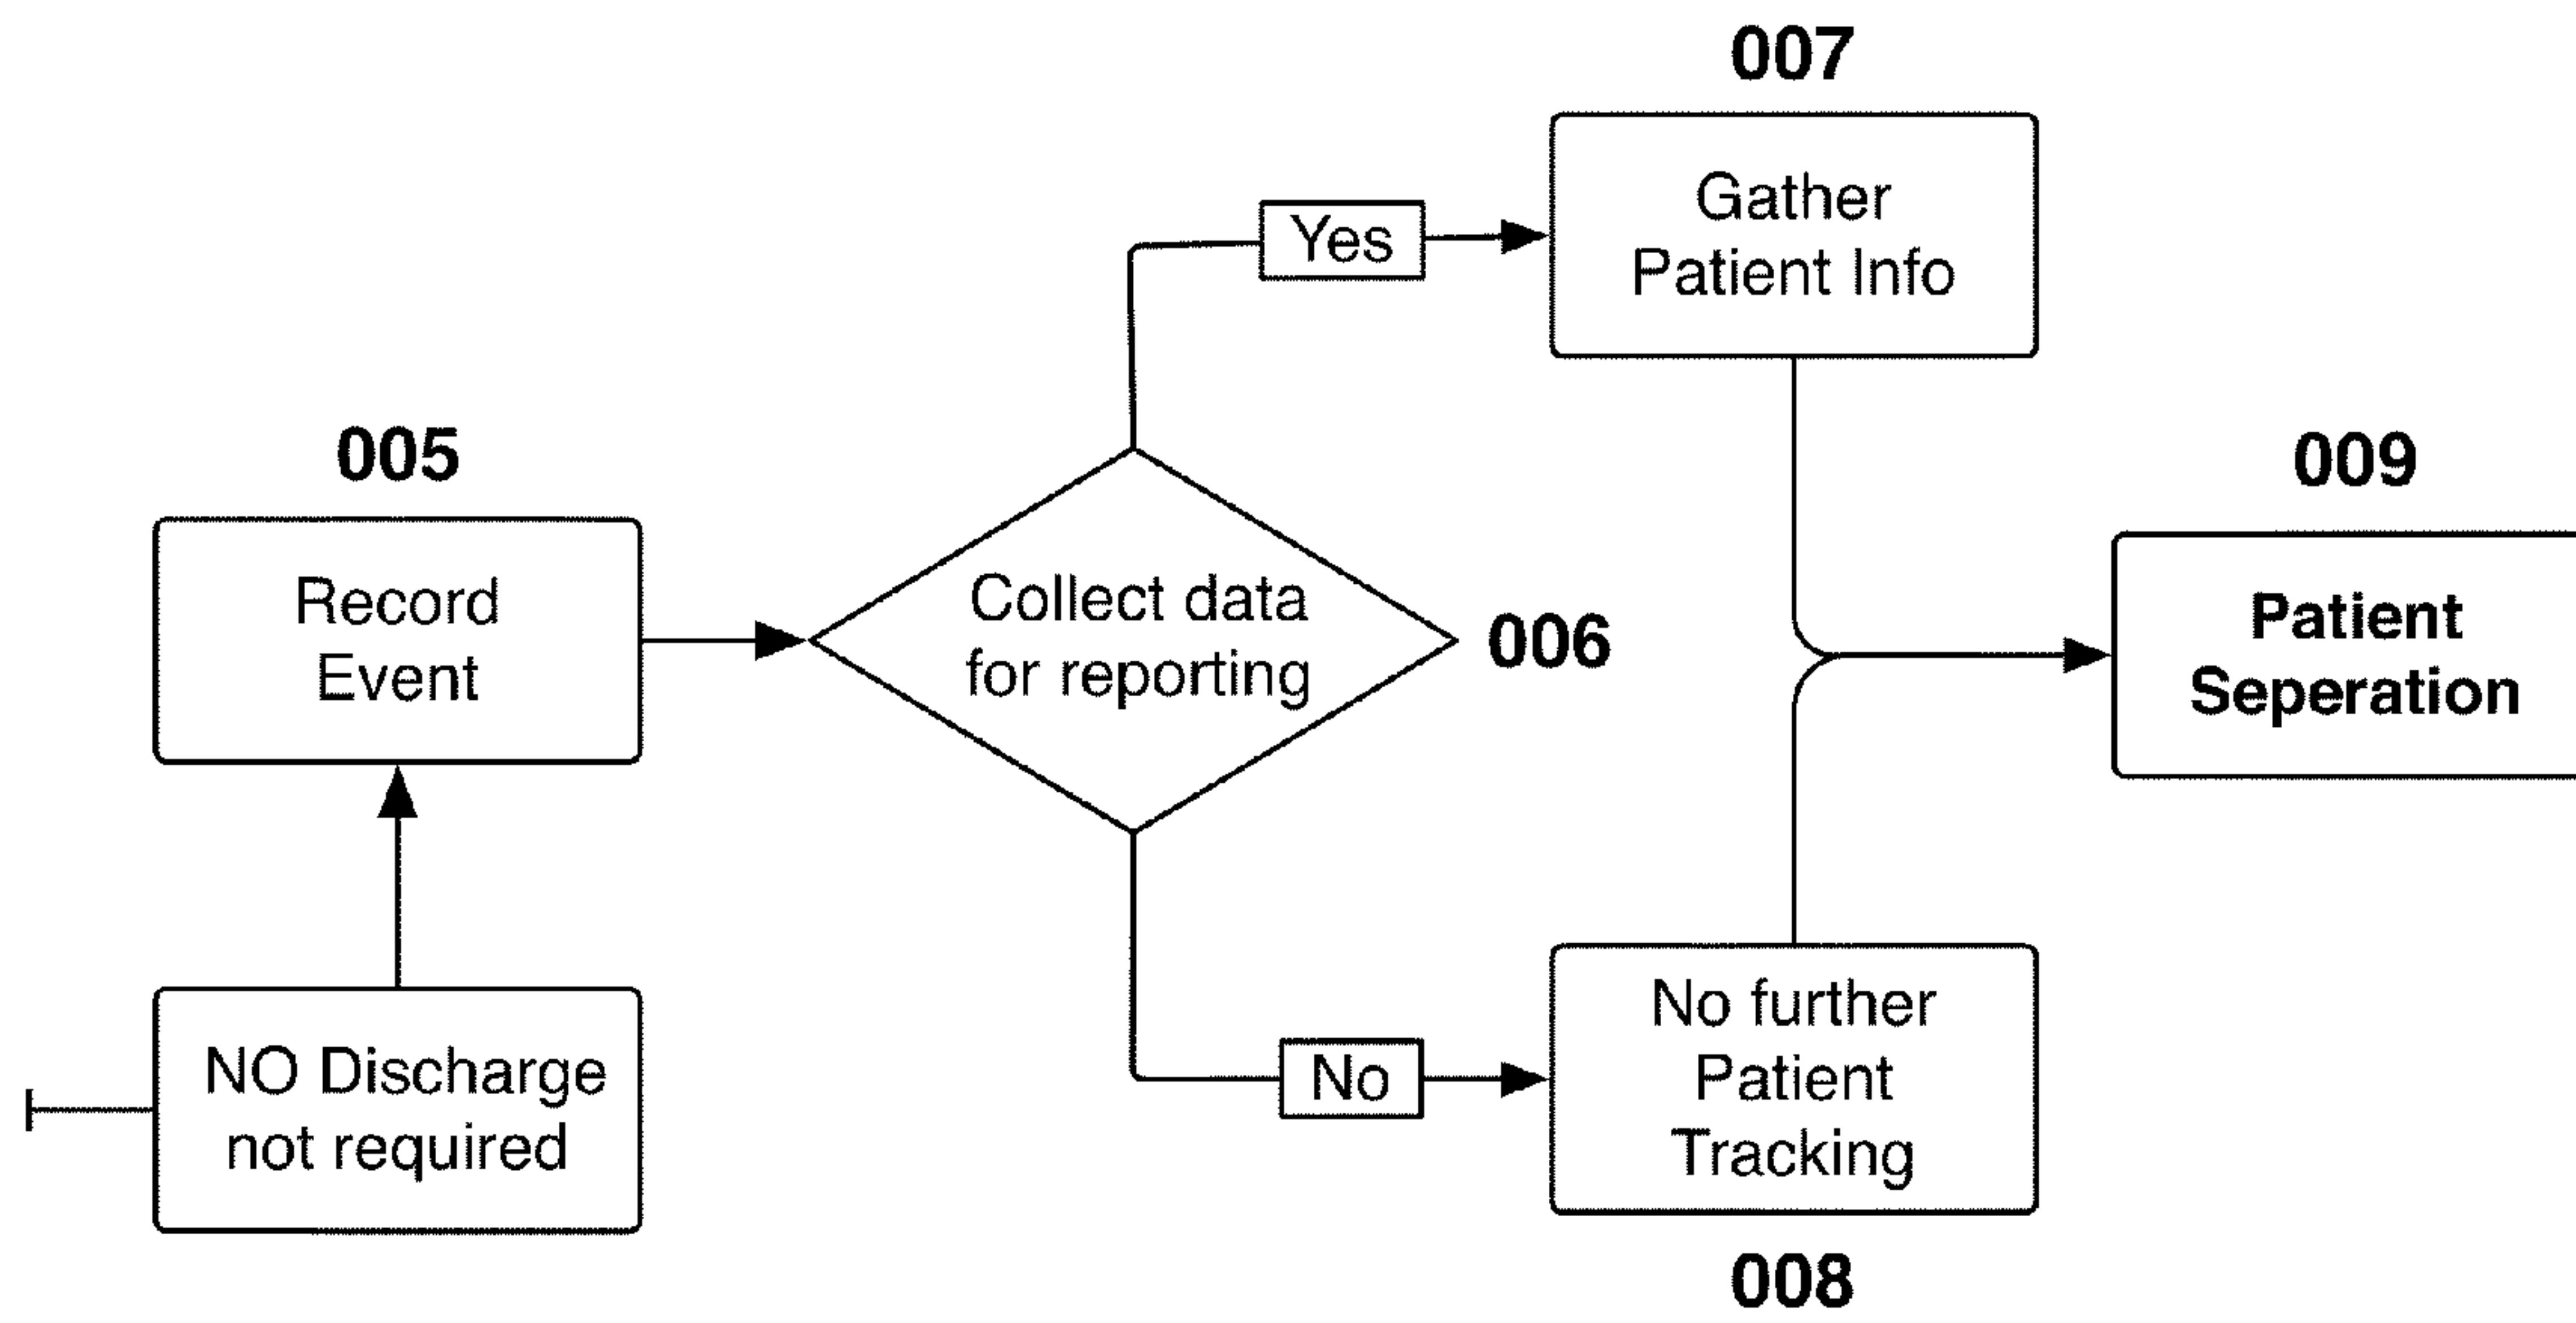 007
Gather
Patient Info
Yes
005
Record
Event
Collect data
for reporting
006
009
Patient
Seperation
NO Discharge
not required
No
No further
Patient
Tracking
008